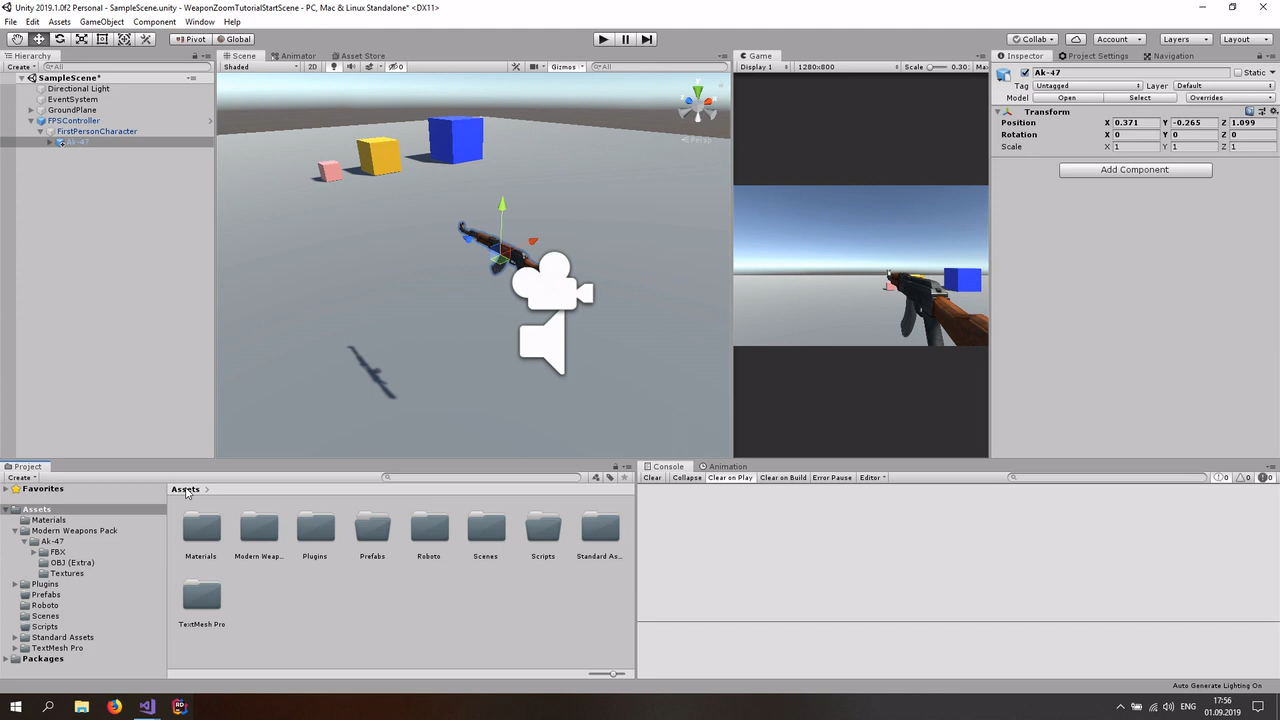 Unity 2019.1.0f2 Personal - SampleScene.unity - WeaponZoomTutorialStartScene - PC, Mac & Linux Standalone* <DX11>
File Edit Assets GameObject Component Window Help
Pivot Global Collab Account Layers Layout
Hierarchy
Create All
SampleScene*
Directional Light
EventSystem
GroundPlane
FPSController
FirstPersonCharacter
Ak-47
Scene Animator Asset Store
Shaded 2D 0 Gizmos All
y
x
z
Persp
Game
Display 1 1280x800 Scale 0.30 Max
Inspector Project Settings Navigation
Ak-47 Static
Tag Untagged Layer Default
Model Open Select Overrides
Transform
Position X 0.371 Y -0.265 Z 1.099
Rotation X 0 Y 0 Z 0
Scale X 1 Y 1 Z 1
Add Component
Project
Create
Favorites
Assets
Materials
Modern Weapons Pack
Ak-47
FBX
OBJ (Extra)
Textures
Plugins
Prefabs
Roboto
Scenes
Scripts
Standard Assets
TextMesh Pro
Packages
Assets
Materials Modern Weap... Plugins Prefabs Roboto Scenes Scripts Standard As...
TextMesh Pro
Console Animation
Clear Collapse Clear on Play Clear on Build Error Pause Editor 0 0 0
Auto Generate Lighting On
RD
ENG
17:56
01.09.2019